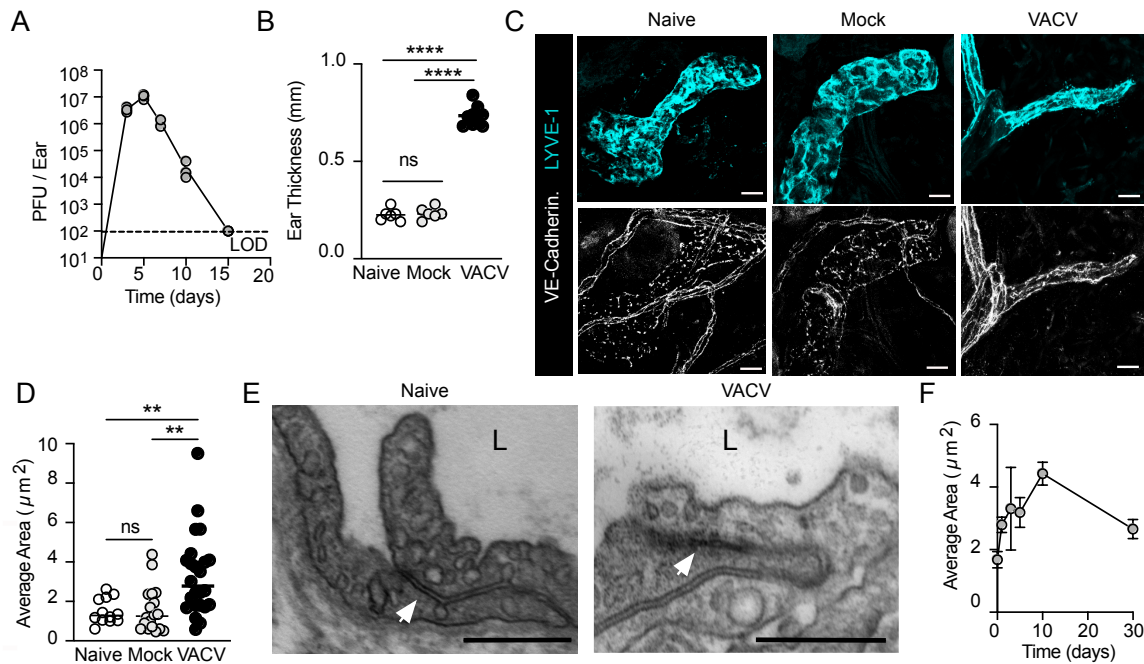 A
PFU / Ear
10⁸
10⁷
10⁶
10⁵
10⁴
10³
10²
10¹
LOD
0 5 10 15 20
Time (days)
B
****
****
ns
Ear Thickness (mm)
1.0
0.5
0.0
Naive Mock VACV
C
Naive Mock VACV
VE-Cadherin. LYVE-1
D
**
**
ns
Average Area (μm²)
10
8
6
4
2
0
Naive Mock VACV
E
Naive VACV
L L
F
Average Area (μm²)
6
4
2
0
0 10 20 30
Time (days)